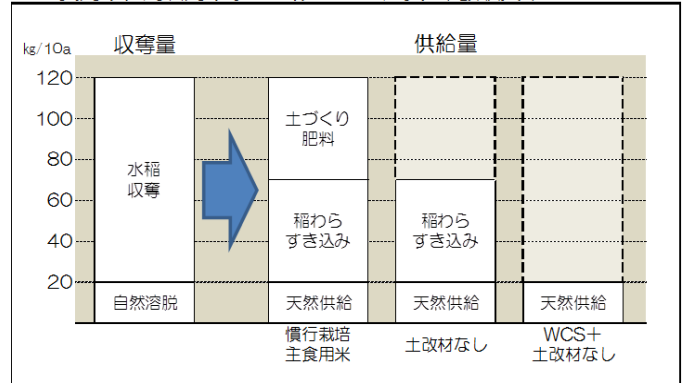 kg/10a
収奪量
供給量
120
100
80
60
40
20
水稲
収奪
自然溶脱
土づくり
肥料
稲わら
すき込み
天然供給
稲わら
すき込み
天然供給
天然供給
慣行栽培
主食用米
土改材なし
WCS+
土改材なし